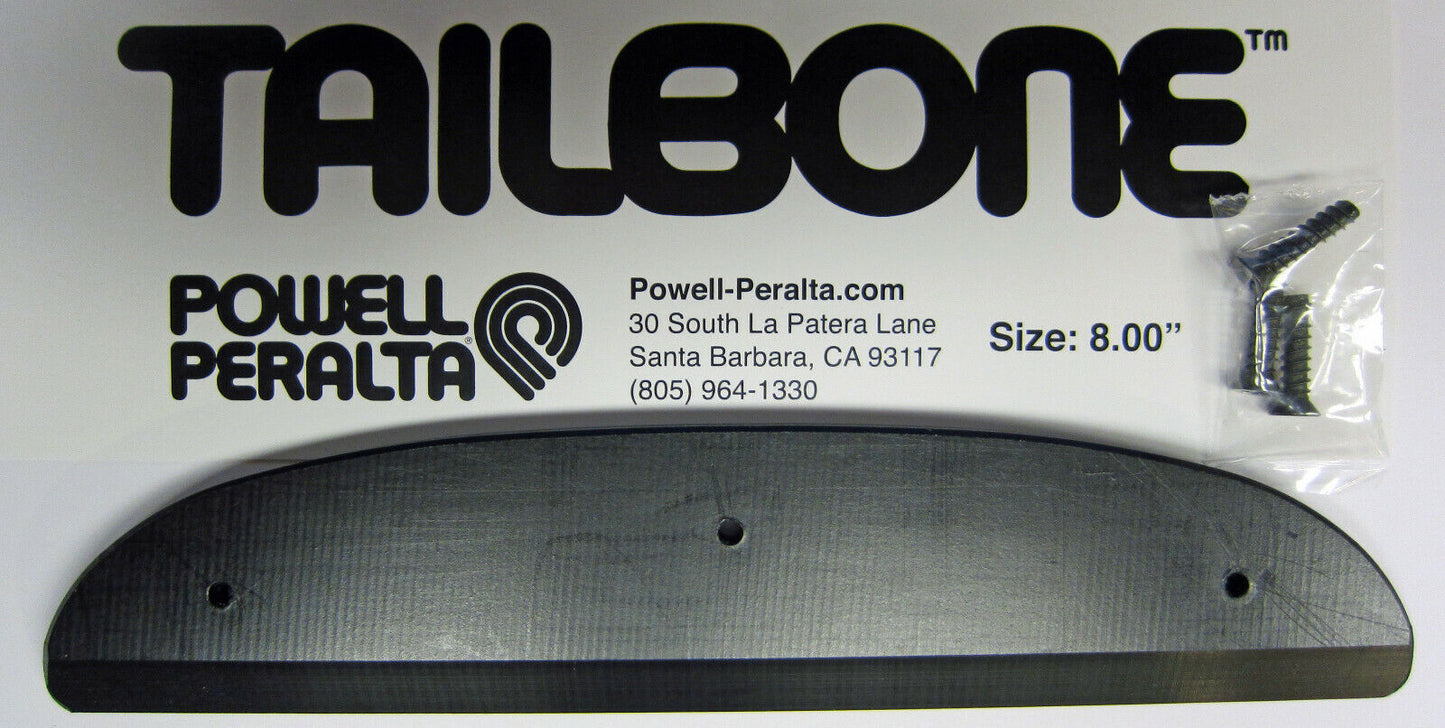 TAILBONE™
POWELL
PERALTA®
Powell-Peralta.com
30 South La Patera Lane
Santa Barbara, CA 93117
(805) 964-1330
Size: 8.00”